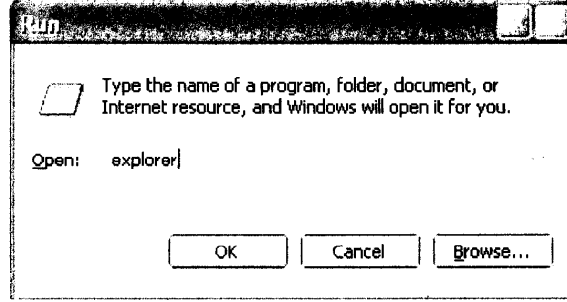 Run
Type the name of a program, folder, document, or
Internet resource, and Windows will open it for you.
Open: explorer
OK Cancel Browse...